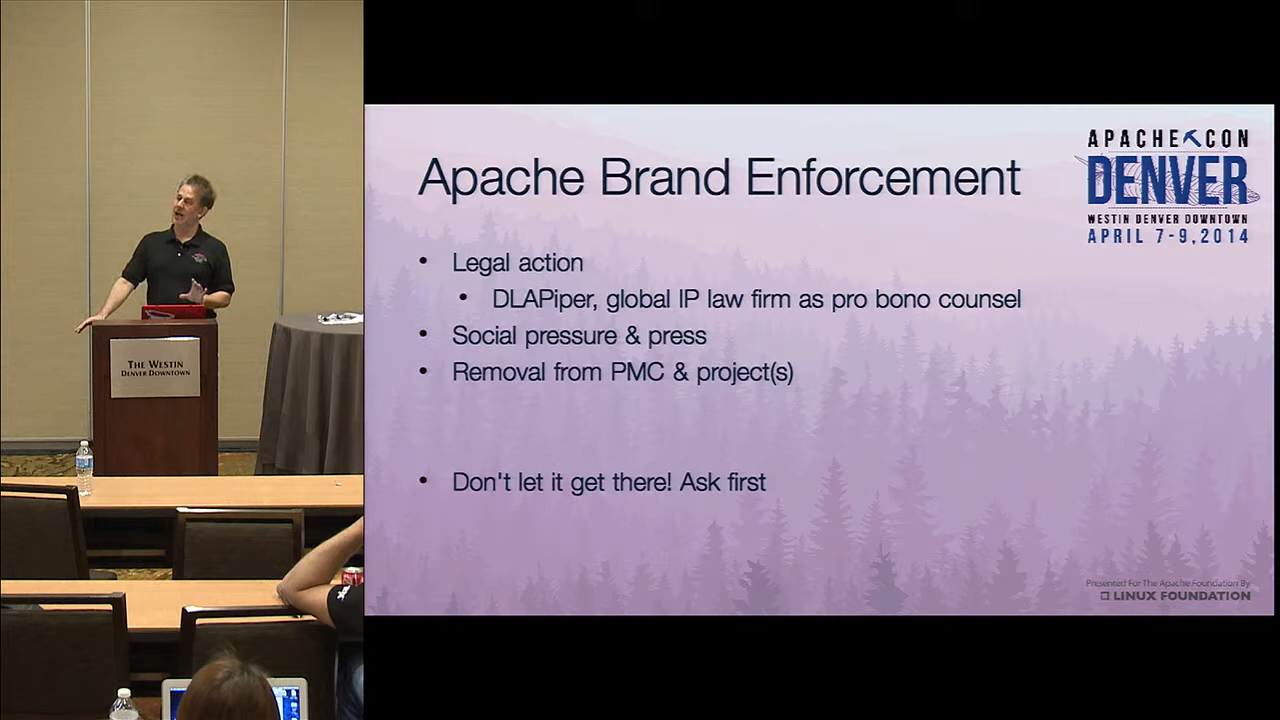 THE WESTIN
DENVER DOWNTOWN
Apache Brand Enforcement
• Legal action
• DLAPiper, global IP law firm as pro bono counsel
• Social pressure & press
• Removal from PMC & project(s)
• Don't let it get there! Ask first
APACHE CON
DENVER
WESTIN DENVER DOWNTOWN
APRIL 7-9, 2014
Presented For The Apache Foundation By
LINUX FOUNDATION